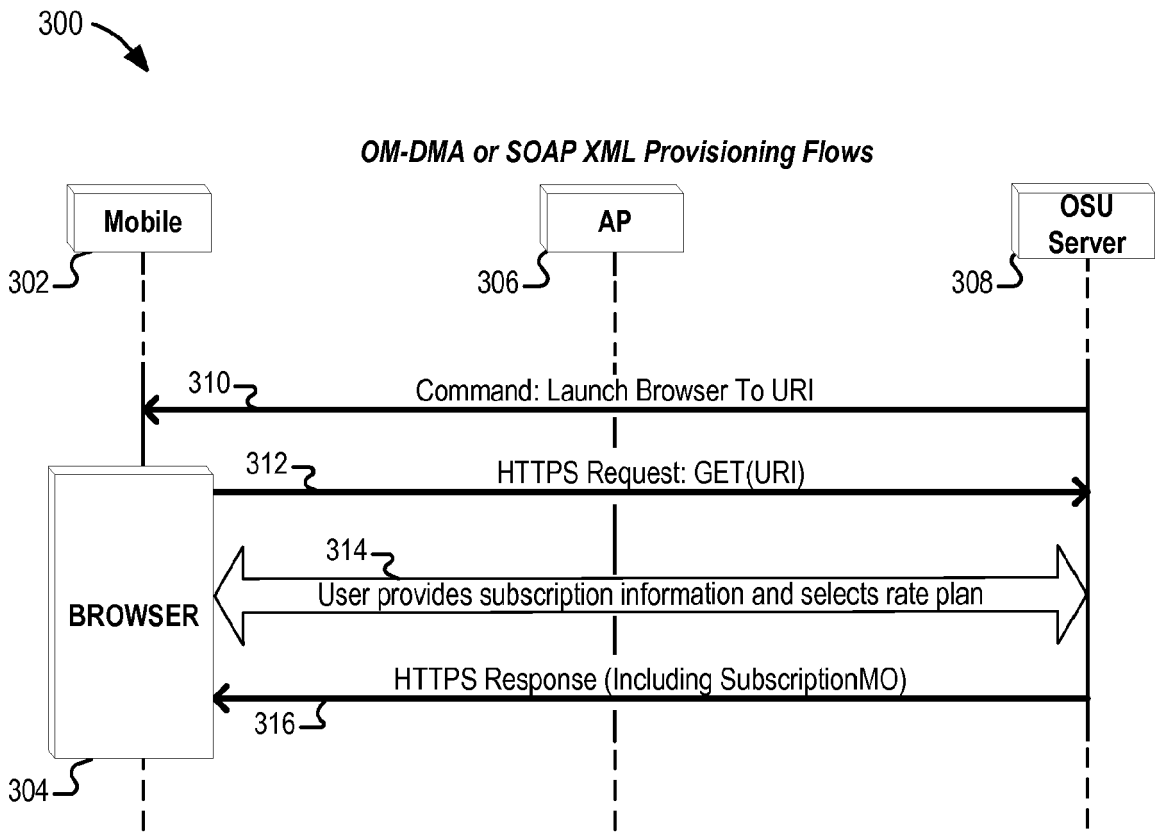 300
OM-DMA or SOAP XML Provisioning Flows
Mobile
AP
OSU
Server
302
306
308
310
Command: Launch Browser To URI
312
HTTPS Request: GET(URI)
314
User provides subscription information and selects rate plan
BROWSER
HTTPS Response (Including SubscriptionMO)
316
304